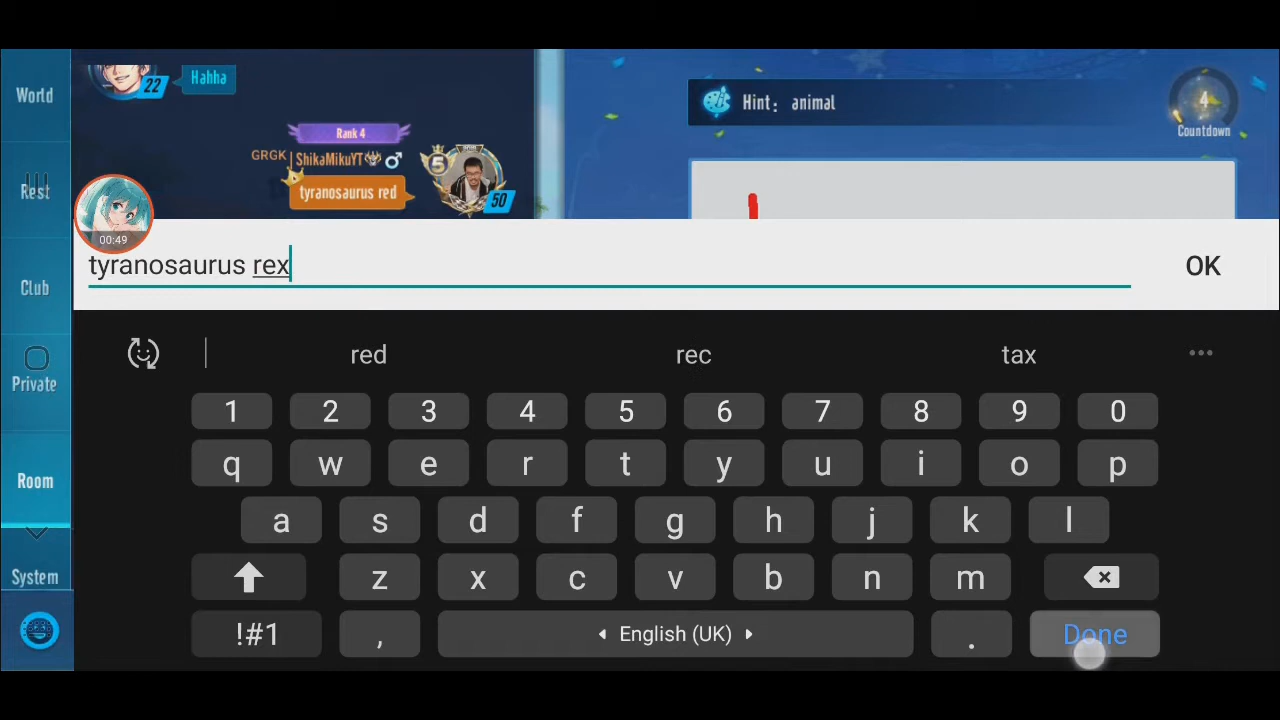 World
Rest
Club
Private
Room
System
22
Hahha
Rank 4
GRGK | ShikaMikuYT
5
tyranosaurus red
50
Hint: animal
4
Countdown
00:49
tyranosaurus rex
OK
red rec tax
1 2 3 4 5 6 7 8 9 0
q w e r t y u i o p
a s d f g h j k l
z x c v b n m
!#1 , English (UK) . Done